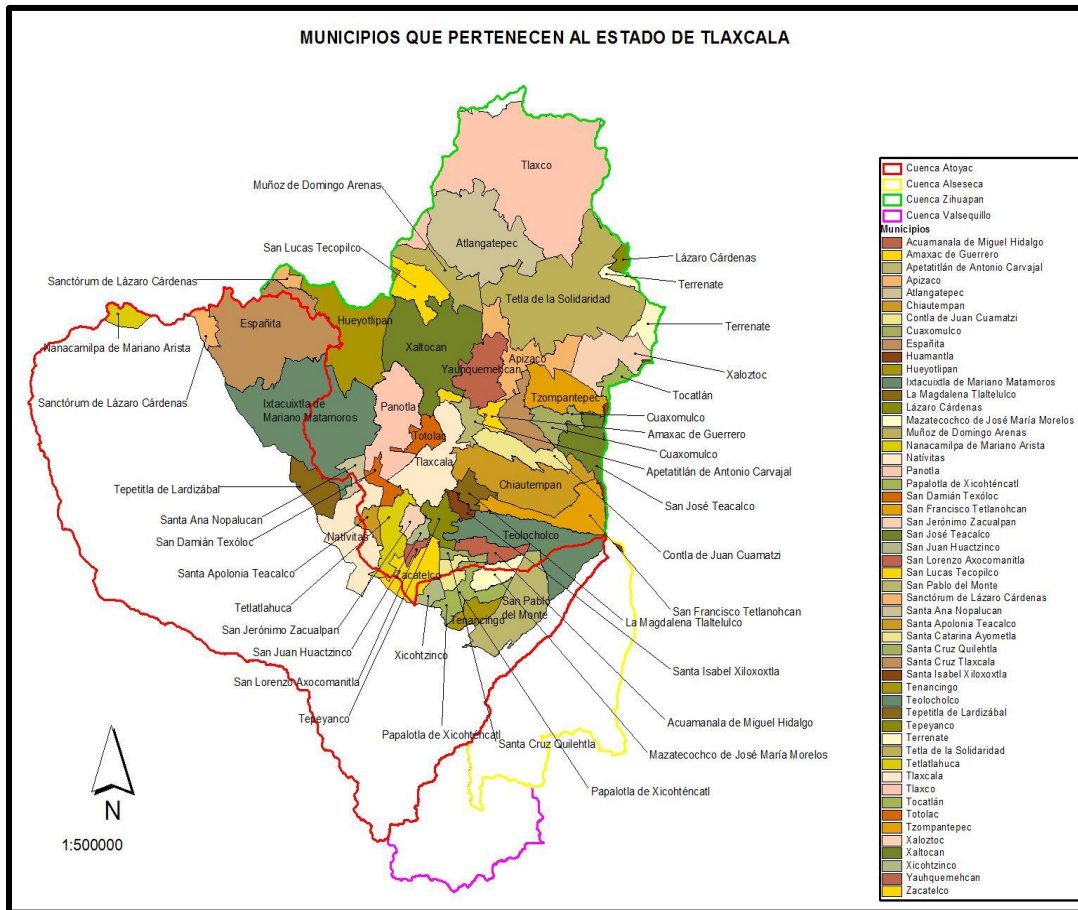 MUNICIPIOS QUE PERTENECEN AL ESTADO DE TLAXCALA
Tlaxco
Muñoz de Domingo Arenas
Atlangatepec
San Lucas Tecopilco
Lázaro Cárdenas
Sanctórum de Lázaro Cárdenas
Terrenate
Tetla de la Solidaridad
Españita
Hueyotlipan
Terrenate
Nanacamilpa de Mariano Arista
Xaltocan
Apizaco
Yauhquemehcan
Xaloztoc
Sanctórum de Lázaro Cárdenas
Ixtacuixtla de
Mariano Matamoros
Panotla
Tzompantepec
Tocatlán
Cuaxomulco
Amaxac de Guerrero
Totolac
Cuaxomulco
Tlaxcala
Apetatitlán de Antonio Carvajal
Tepetitla de Lardizábal
Chiautempan
San José Teacalco
Santa Ana Nopalucan
Nativitas
Teolocholco
San Damián Texóloc
Contla de Juan Cuamatzi
Santa Apolonia Teacalco
Zacatelco
Tetlatlahuca
San Pablo
del Monte
San Francisco Tetlanohcan
Tenancingo
La Magdalena Tlaltelulco
San Jerónimo Zacualpan
San Juan Huactzinco
Xicohtzinco
Santa Isabel Xiloxoxtla
San Lorenzo Axocomanitla
Tepeyanco
Acuamanala de Miguel Hidalgo
Papalotla de Xicohténcatl
Santa Cruz Quilehtla
Mazatecochco de José María Morelos
Papalotla de Xicohténcatl
N
1:500000
Cuenca Atoyac
Cuenca Alseseca
Cuenca Zihuapan
Cuenca Valsequillo
Municipios
Acuamanala de Miguel Hidalgo
Amaxac de Guerrero
Apetatitlán de Antonio Carvajal
Apizaco
Atlangatepec
Chiautempan
Contla de Juan Cuamatzi
Cuaxomulco
Españita
Huamantla
Hueyotlipan
Ixtacuixtla de Mariano Matamoros
La Magdalena Tlaltelulco
Lázaro Cárdenas
Mazatecochco de José María Morelos
Muñoz de Domingo Arenas
Nanacamilpa de Mariano Arista
Natívitas
Panotla
Papalotla de Xicohténcatl
San Damián Texóloc
San Francisco Tetlanohcan
San Jerónimo Zacualpan
San José Teacalco
San Juan Huactzinco
San Lorenzo Axocomanitla
San Lucas Tecopilco
San Pablo del Monte
Sanctórum de Lázaro Cárdenas
Santa Ana Nopalucan
Santa Apolonia Teacalco
Santa Catarina Ayometla
Santa Cruz Quilehtla
Santa Cruz Tlaxcala
Santa Isabel Xiloxoxtla
Tenancingo
Teolocholco
Tepetitla de Lardizábal
Tepeyanco
Terrenate
Tetla de la Solidaridad
Tetlatlahuca
Tlaxcala
Tlaxco
Tocatlán
Totolac
Tzompantepec
Xaloztoc
Xaltocan
Xicohtzinco
Yauhquemehcan
Zacatelco